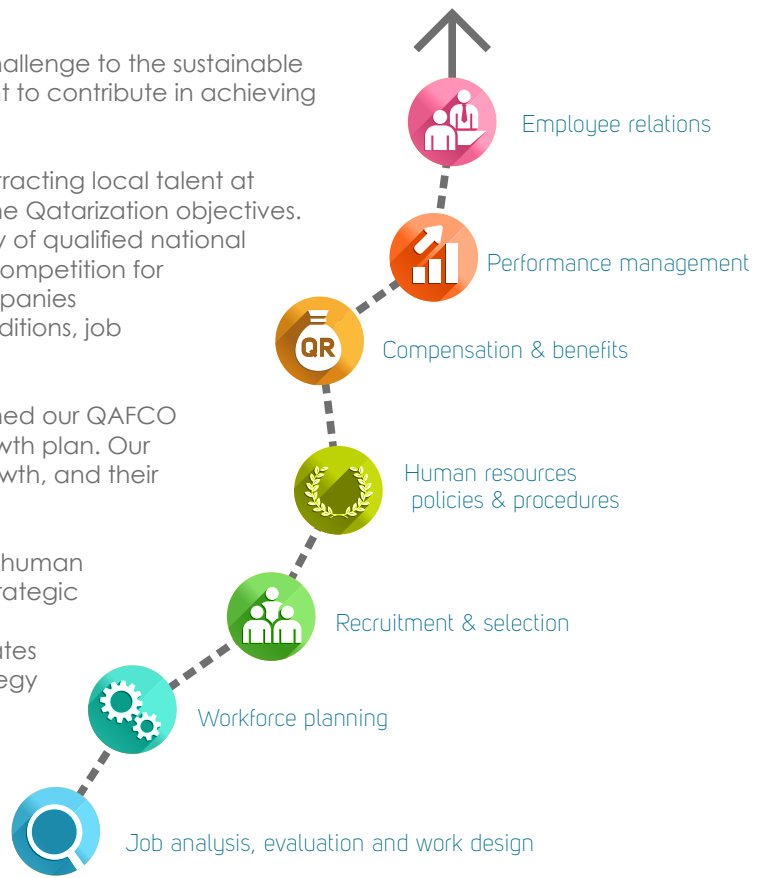 hallenge to the sustainable
t to contribute in achieving
tracting local talent at
ne Qatarization objectives.
y of qualified national
ompetition for
panies
ditions, job
ned our QAFCO
wth plan. Our
wth, and their
human
rategic
ates
egy
Employee relations
Performance management
QR
Compensation & benefits
Human resources
policies & procedures
Recruitment & selection
Workforce planning
Job analysis, evaluation and work design